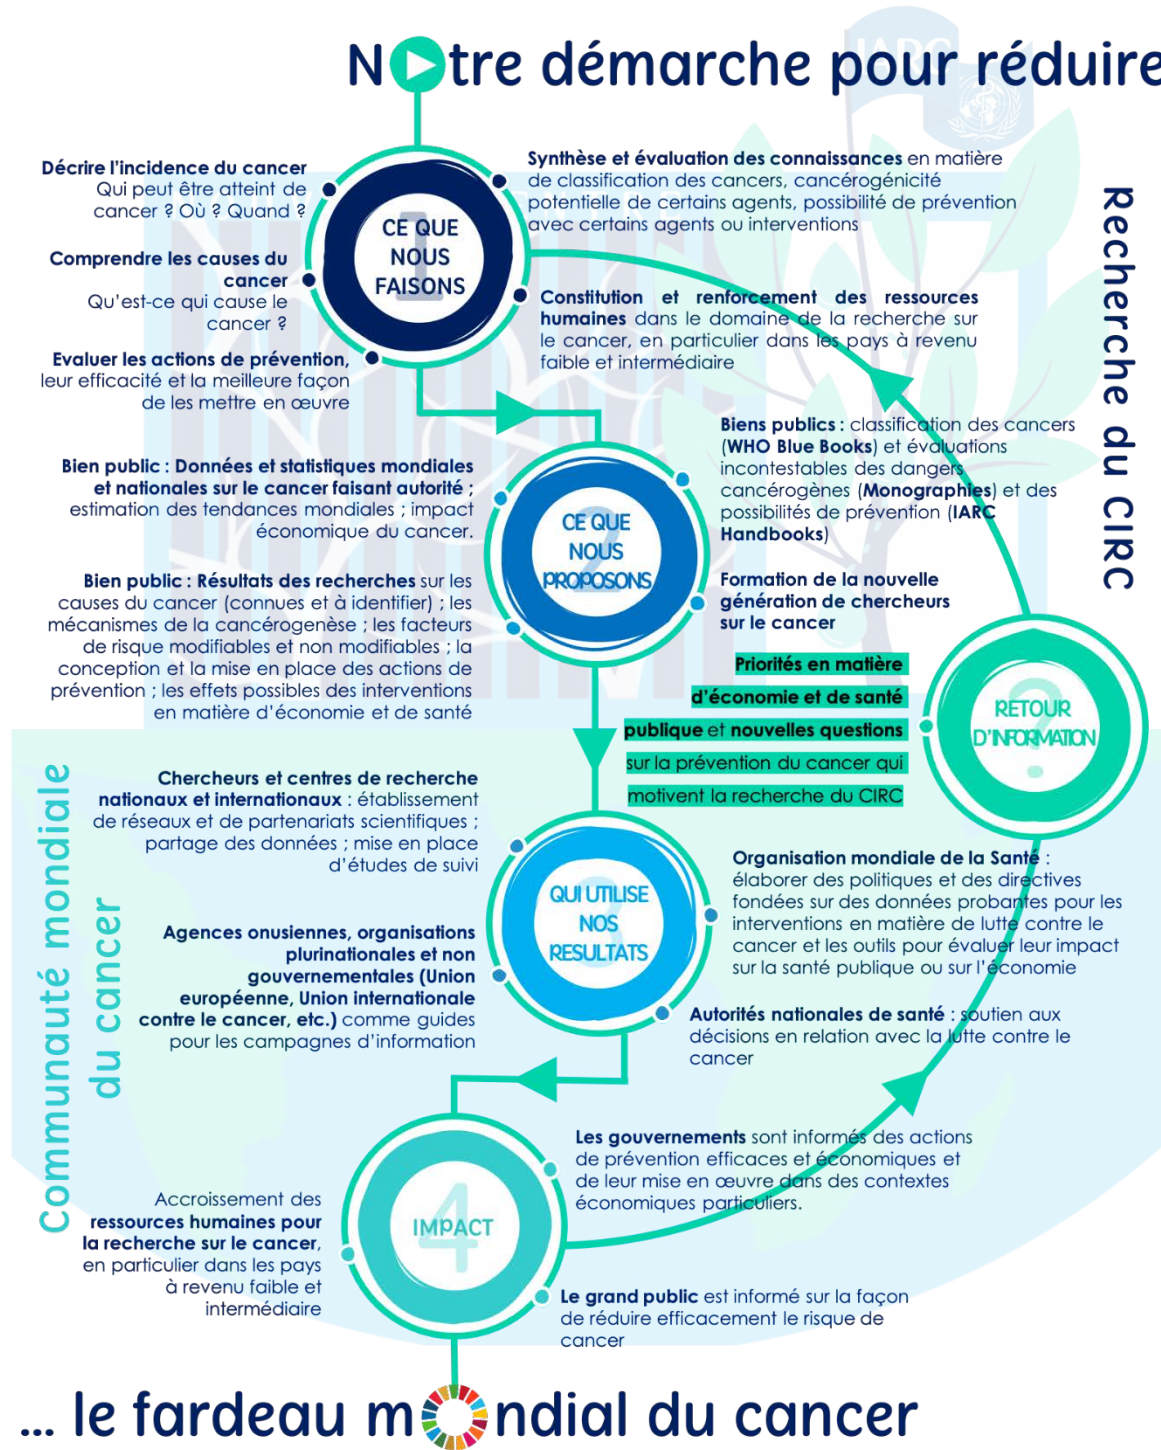 Notre démarche pour réduire
IARC
Décrire l'incidence du cancer
Qui peut être atteint de
cancer ? Où ? Quand ?
Comprendre les causes du
cancer
Qu'est-ce qui cause le
cancer ?
Evaluer les actions de prévention,
leur efficacité et la meilleure façon
de les mettre en œuvre
1
CE QUE
NOUS
FAISONS
Synthèse et évaluation des connaissances en matière
de classification des cancers, cancérogénicité
potentielle de certains agents, possibilité de prévention
avec certains agents ou interventions
Constitution et renforcement des ressources
humaines dans le domaine de la recherche sur
le cancer, en particulier dans les pays à revenu
faible et intermédiaire
Recherche du CIRC
Bien public : Données et statistiques mondiales
et nationales sur le cancer faisant autorité ;
estimation des tendances mondiales ; impact
économique du cancer.
Bien public : Résultats des recherches sur les
causes du cancer (connues et à identifier) ; les
mécanismes de la cancérogenèse ; les facteurs
de risque modifiables et non modifiables ; la
conception et la mise en place des actions de
prévention ; les effets possibles des interventions
en matière d'économie et de santé
2
CE QUE
NOUS
PROPOSONS
Biens publics : classification des cancers
(WHO Blue Books) et évaluations
incontestables des dangers
cancérogènes (Monographies) et des
possibilités de prévention (IARC
Handbooks)
Formation de la nouvelle
génération de chercheurs
sur le cancer
Priorités en matière
d'économie et de santé
publique et nouvelles questions
sur la prévention du cancer qui
motivent la recherche du CIRC
?
RETOUR
D'INFORMATION
Communauté mondiale
du cancer
Chercheurs et centres de recherche
nationaux et internationaux : établissement
de réseaux et de partenariats scientifiques ;
partage des données ; mise en place
d'études de suivi
Agences onusiennes, organisations
plurinationales et non
gouvernementales (Union
européenne, Union internationale
contre le cancer, etc.) comme guides
pour les campagnes d'information
3
QUI UTILISE
NOS
RESULTATS
Organisation mondiale de la Santé :
élaborer des politiques et des directives
fondées sur des données probantes pour les
interventions en matière de lutte contre le
cancer et les outils pour évaluer leur impact
sur la santé publique ou sur l'économie
Autorités nationales de santé : soutien aux
décisions en relation avec la lutte contre le
cancer
Accroissement des
ressources humaines pour
la recherche sur le cancer,
en particulier dans les pays
à revenu faible et
intermédiaire
4
IMPACT
Les gouvernements sont informés des actions
de prévention efficaces et économiques et
de leur mise en œuvre dans des contextes
économiques particuliers.
Le grand public est informé sur la façon
de réduire efficacement le risque de
cancer
... le fardeau mondial du cancer